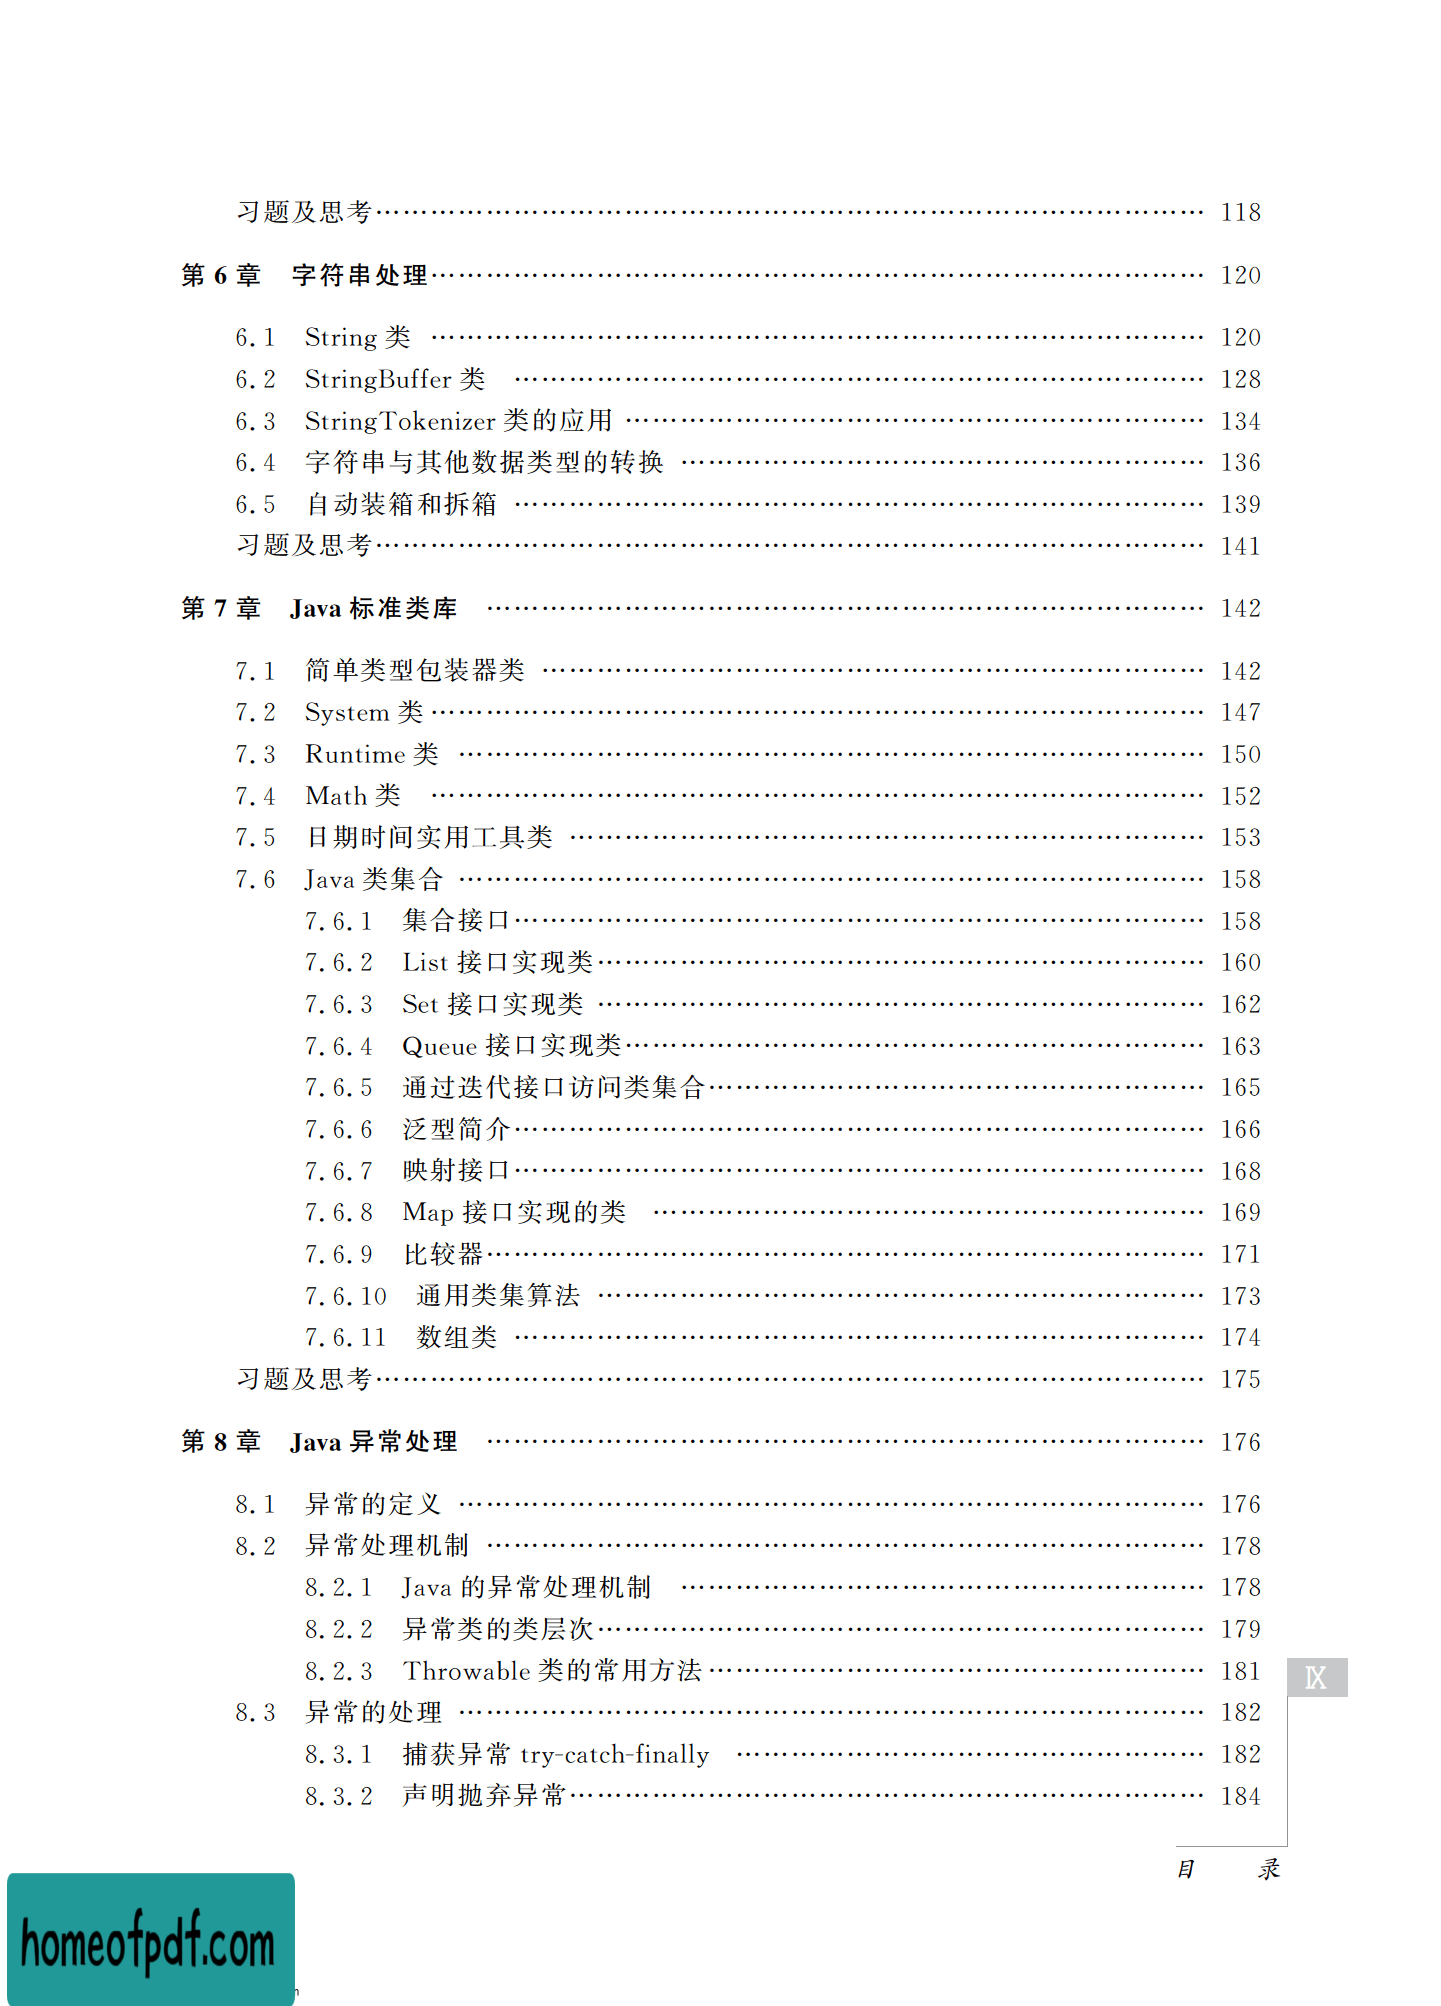 习题及思考…………………………………………………………………………… 118
第 6 章 字符串处理…………………………………………………………………… 120
6.1 String 类 …………………………………………………………………… 120
6.2 StringBuffer 类 ……………………………………………………………… 128
6.3 StringTokenizer 类的应用 …………………………………………………… 134
6.4 字符串与其他数据类型的转换 ……………………………………………… 136
6.5 自动装箱和拆箱 ……………………………………………………………… 139
习题及思考…………………………………………………………………………… 141
第 7 章 Java 标准类库 ……………………………………………………………… 142
7.1 简单类型包装器类 …………………………………………………………… 142
7.2 System 类…………………………………………………………………… 147
7.3 Runtime 类 ………………………………………………………………… 150
7.4 Math 类 …………………………………………………………………… 152
7.5 日期时间实用工具类 ………………………………………………………… 153
7.6 Java 类集合 ………………………………………………………………… 158
7.6.1 集合接口……………………………………………………………… 158
7.6.2 List 接口实现类……………………………………………………… 160
7.6.3 Set 接口实现类 ……………………………………………………… 162
7.6.4 Queue 接口实现类…………………………………………………… 163
7.6.5 通过迭代接口访问类集合…………………………………………… 165
7.6.6 泛型简介……………………………………………………………… 166
7.6.7 映射接口……………………………………………………………… 168
7.6.8 Map 接口实现的类 ………………………………………………… 169
7.6.9 比较器………………………………………………………………… 171
7.6.10 通用类集算法 ……………………………………………………… 173
7.6.11 数组类 ……………………………………………………………… 174
习题及思考…………………………………………………………………………… 175
第 8 章 Java 异常处理 ……………………………………………………………… 176
8.1 异常的定义 ………………………………………………………………… 176
8.2 异常处理机制 ……………………………………………………………… 178
8.2.1 Java 的异常处理机制 ……………………………………………… 178
8.2.2 异常类的类层次……………………………………………………… 179
8.2.3 Throwable 类的常用方法…………………………………………… 181
8.3 异常的处理 ………………………………………………………………… 182
8.3.1 捕获异常 try-catch-finally ………………………………………… 182
8.3.2 声明抛弃异常………………………………………………………… 184
Ⅸ
目 录
homeofpdf.com